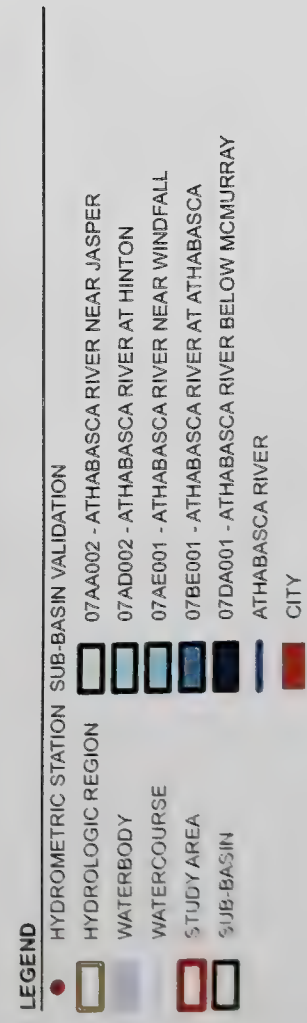 LEGEND
HYDROMETRIC STATION
HYDROLOGIC REGION
WATERBODY
WATERCOURSE
STUDY AREA
SUB-BASIN
SUB-BASIN VALIDATION
07AA002 - ATHABASCA RIVER NEAR JASPER
07AD002 - ATHABASCA RIVER AT HINTON
07AE001 - ATHABASCA RIVER NEAR WINDFALL
07BE001 - ATHABASCA RIVER AT ATHABASCA
07DA001 - ATHABASCA RIVER BELOW MCMURRAY
ATHABASCA RIVER
CITY